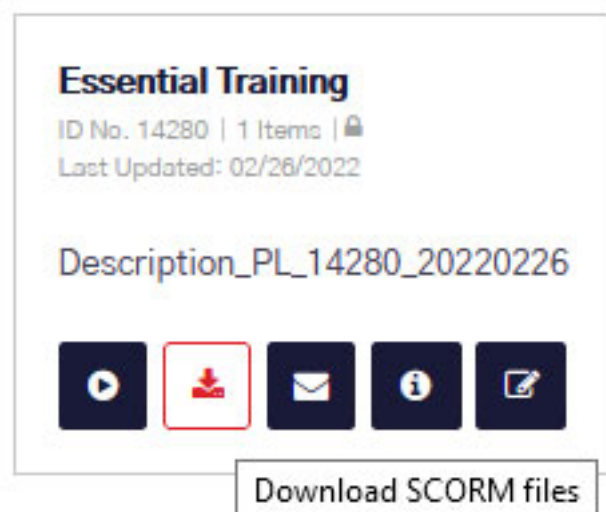 Essential Training
ID No. 14280 | 1 Items |
Last Updated: 02/26/2022
Description_PL_14280_20220226
Download SCORM files